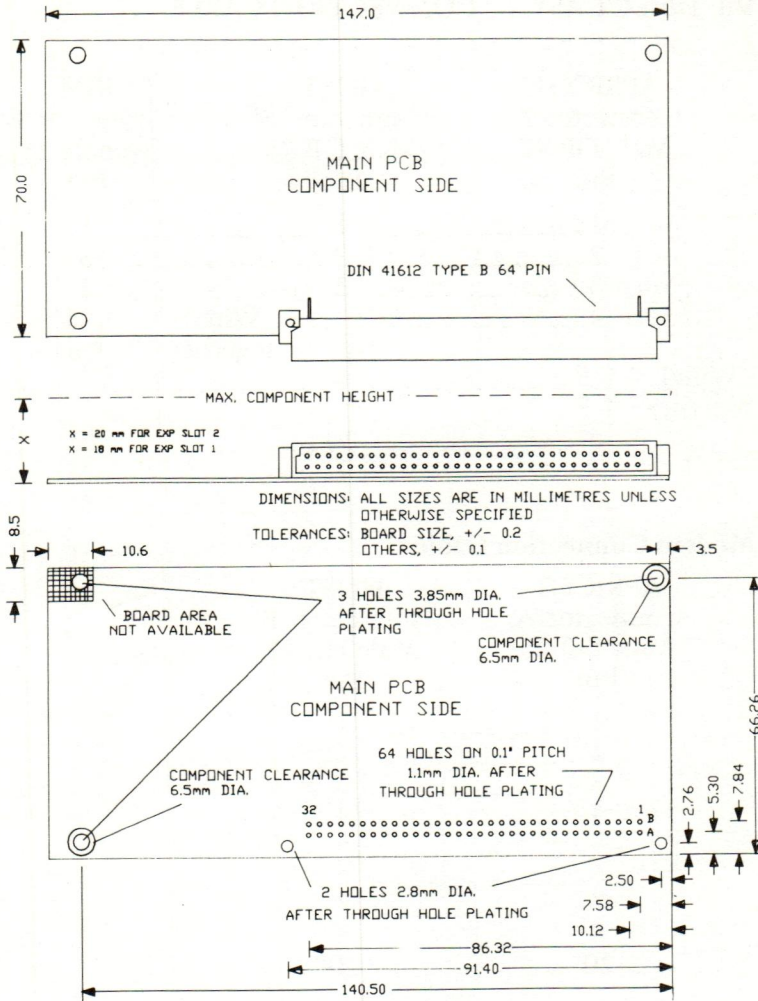 147.0
70.0
MAIN PCB
COMPONENT SIDE
DIN 41612 TYPE B 64 PIN
MAX. COMPONENT HEIGHT
X
X = 20 mm FOR EXP SLOT 2
X = 18 mm FOR EXP SLOT 1
DIMENSIONS: ALL SIZES ARE IN MILLIMETRES UNLESS
OTHERWISE SPECIFIED
TOLERANCES: BOARD SIZE, +/- 0.2
OTHERS, +/- 0.1
8.5
10.6
3.5
BOARD AREA
NOT AVAILABLE
3 HOLES 3.85mm DIA.
AFTER THROUGH HOLE
PLATING
COMPONENT CLEARANCE
6.5mm DIA.
MAIN PCB
COMPONENT SIDE
66.26
64 HOLES ON 0.1" PITCH
1.1mm DIA. AFTER
THROUGH HOLE PLATING
COMPONENT CLEARANCE
6.5mm DIA.
32
1
B
A
2.76
5.30
7.84
2 HOLES 2.8mm DIA.
AFTER THROUGH HOLE PLATING
2.50
7.58
10.12
86.32
91.40
140.50